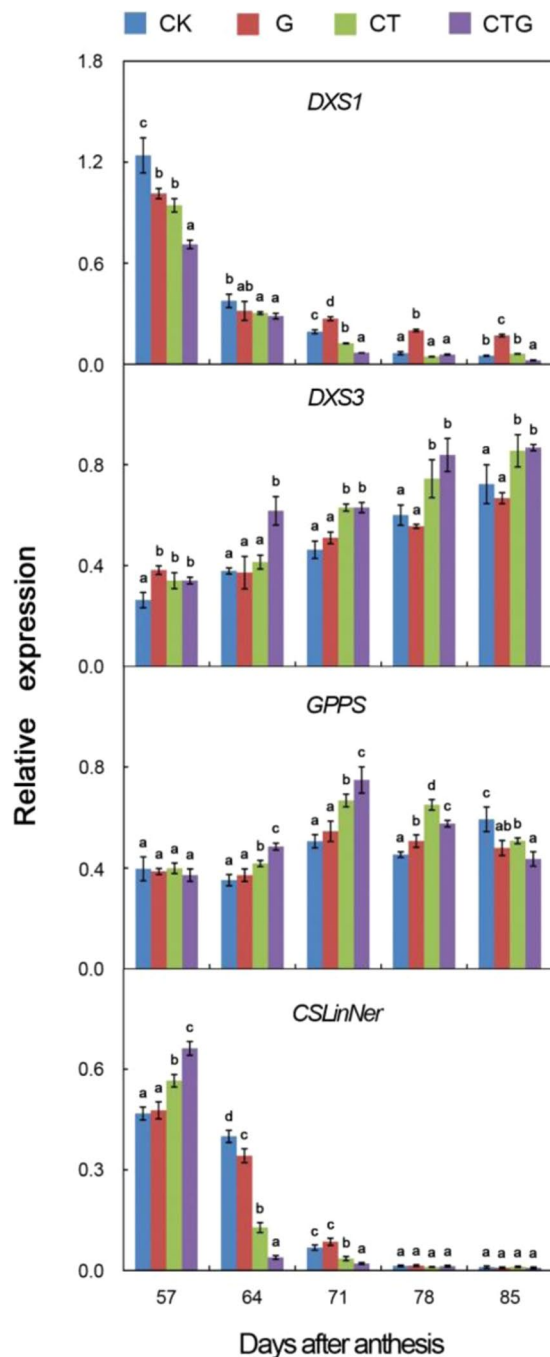 CK G CT CTG
1.8
DXS1
c
1.2
b b
a
0.6
b ab a a
c d b a
b
a a a
c
b b a
0.0
DXS3
0.8
a b b b
a a a b
a a b b
a a b b
a a b b
0.4
0.0
GPPS
0.8
a a a a
a a b c
a a b c
a b d c
c ab b a
0.4
0.0
CSLinNer
0.6
a a b c
d c b a
c c b a
a a a a
a a a a
0.3
0.0
57 64 71 78 85
Relative expression
Days after anthesis